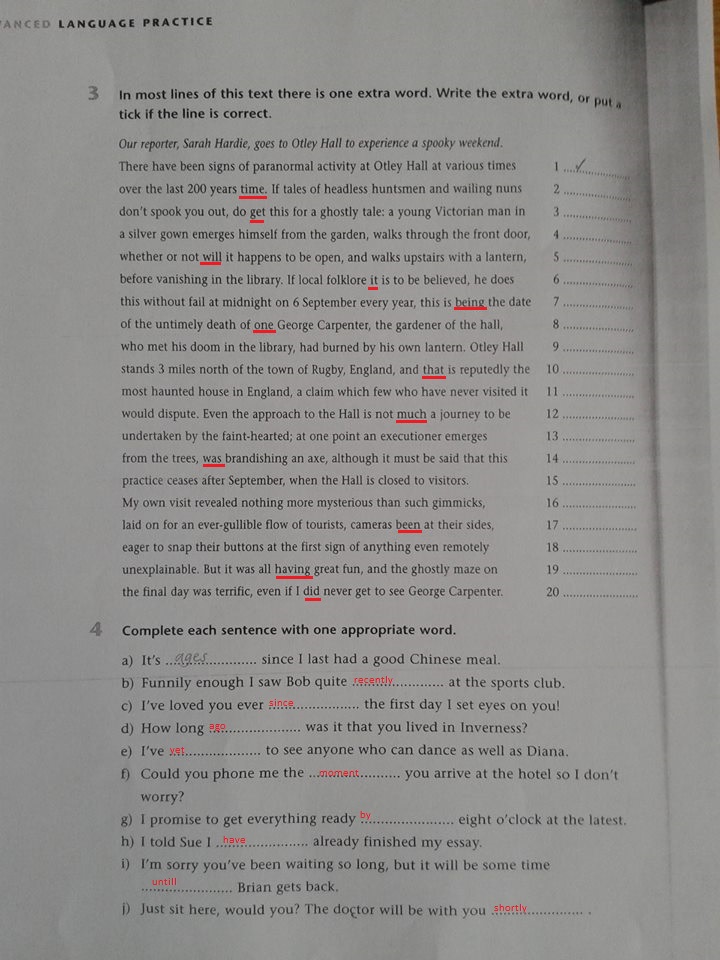 VANCED LANGUAGE PRACTICE
3 In most lines of this text there is one extra word. Write the extra word, or put a
tick if the line is correct.
Our reporter, Sarah Hardie, goes to Otley Hall to experience a spooky weekend.
There have been signs of paranormal activity at Otley Hall at various times 1 ....✓............
over the last 200 years time. If tales of headless huntsmen and wailing nuns 2 ....................
don't spook you out, do get this for a ghostly tale: a young Victorian man in 3 ....................
a silver gown emerges himself from the garden, walks through the front door, 4 ....................
whether or not will it happens to be open, and walks upstairs with a lantern, 5 ....................
before vanishing in the library. If local folklore it is to be believed, he does 6 ....................
this without fail at midnight on 6 September every year, this is being the date 7 ....................
of the untimely death of one George Carpenter, the gardener of the hall, 8 ....................
who met his doom in the library, had burned by his own lantern. Otley Hall 9 ....................
stands 3 miles north of the town of Rugby, England, and that is reputedly the 10 ....................
most haunted house in England, a claim which few who have never visited it 11 ....................
would dispute. Even the approach to the Hall is not much a journey to be 12 ....................
undertaken by the faint-hearted; at one point an executioner emerges 13 ....................
from the trees, was brandishing an axe, although it must be said that this 14 ....................
practice ceases after September, when the Hall is closed to visitors. 15 ....................
My own visit revealed nothing more mysterious than such gimmicks, 16 ....................
laid on for an ever-gullible flow of tourists, cameras been at their sides, 17 ....................
eager to snap their buttons at the first sign of anything even remotely 18 ....................
unexplainable. But it was all having great fun, and the ghostly maze on 19 ....................
the final day was terrific, even if I did never get to see George Carpenter. 20 ....................
4 Complete each sentence with one appropriate word.
a) It's ..ages............. since I last had a good Chinese meal.
b) Funnily enough I saw Bob quite recently............ at the sports club.
c) I've loved you ever since................ the first day I set eyes on you!
d) How long ago.................. was it that you lived in Inverness?
e) I've yet................. to see anyone who can dance as well as Diana.
f) Could you phone me the ...moment.......... you arrive at the hotel so I don't
worry?
g) I promise to get everything ready by..................... eight o'clock at the latest.
h) I told Sue I ..have............... already finished my essay.
i) I'm sorry you've been waiting so long, but it will be some time
untill.................. Brian gets back.
j) Just sit here, would you? The doctor will be with you shortly.............. .